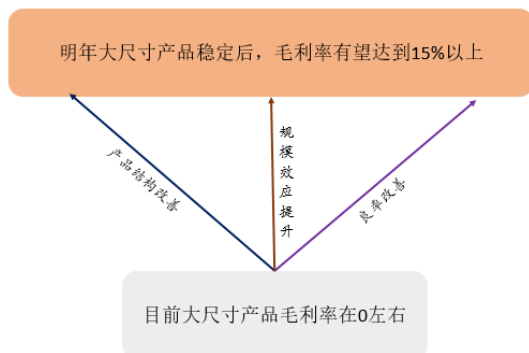 明年大尺寸产品稳定后，毛利率有望达到15%以上
产品结构改善
规模效应提升
良率改善
目前大尺寸产品毛利率在0左右